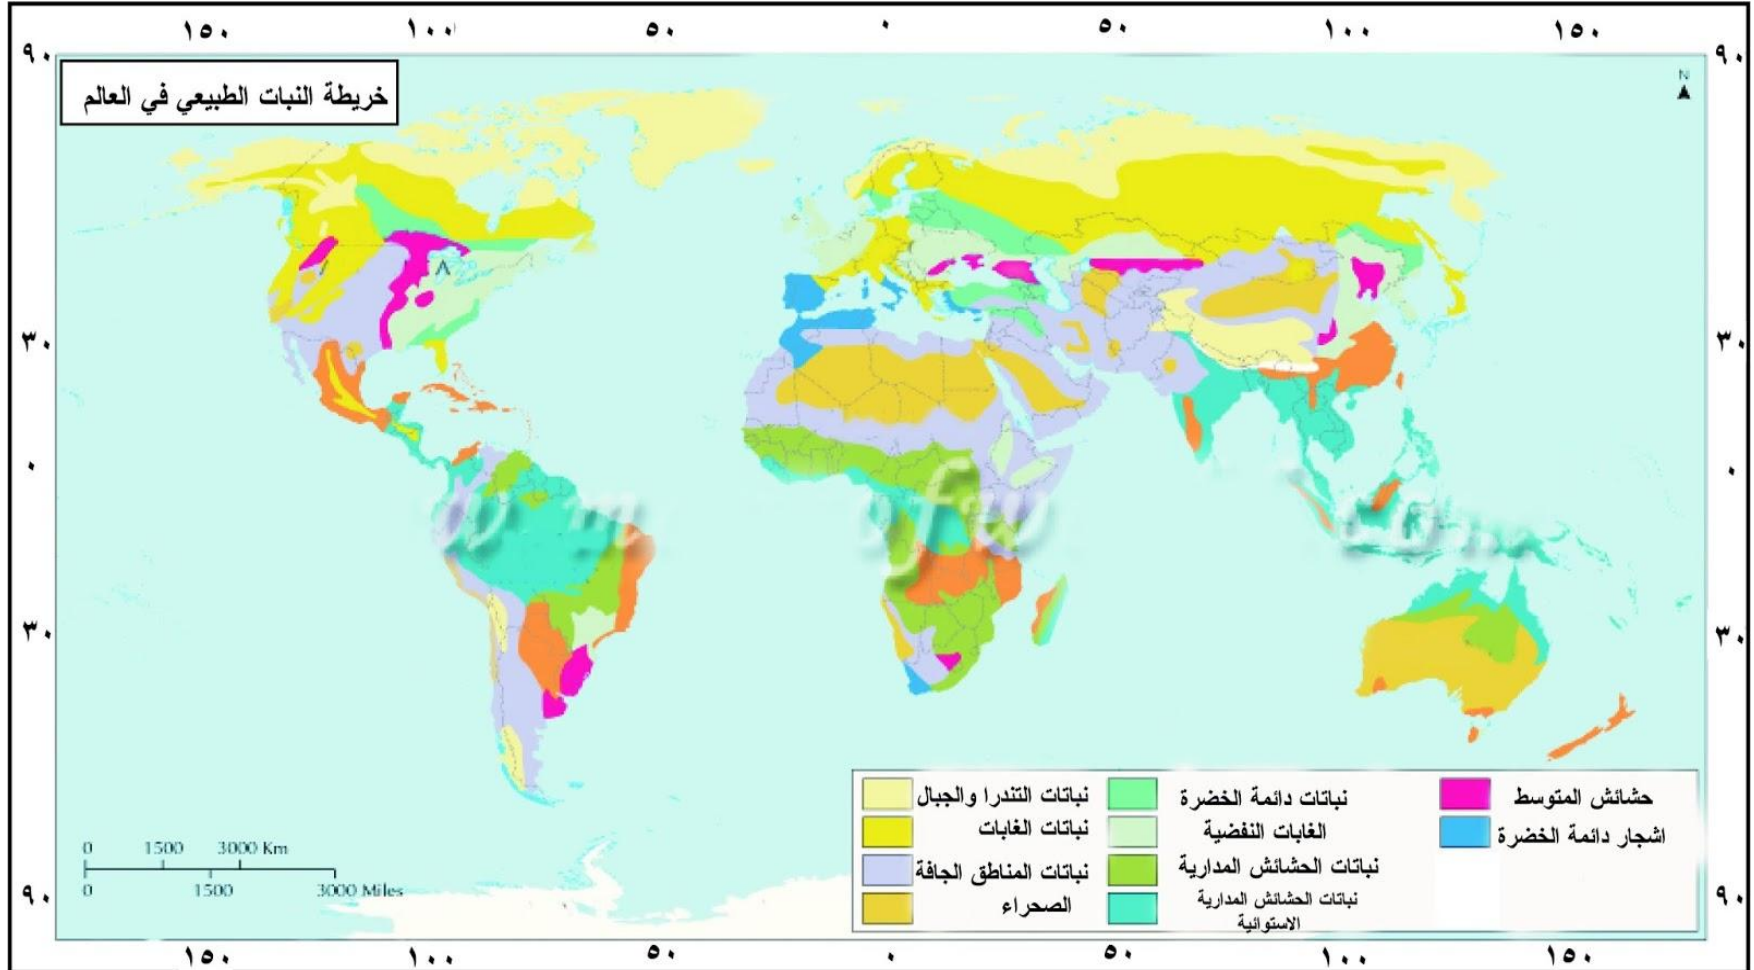 ١٥٠ ١٠٠ ٥٠ ٠ ٥٠ ١٠٠ ١٥٠
٩٠ ٩٠
خريطة النبات الطبيعي في العالم
N
٣٠ ٣٠
٠ ٠
٣٠ ٣٠
نباتات التندرا والجبال
نباتات الغابات
نباتات المناطق الجافة
الصحراء
نباتات دائمة الخضرة
الغابات النفضية
نباتات الحشائش المدارية
نباتات الحشائش المدارية
الاستوائية
حشائش المتوسط
اشجار دائمة الخضرة
0 1500 3000 Km
0 1500 3000 Miles
٩٠ ٩٠
١٥٠ ١٠٠ ٥٠ ٠ ٥٠ ١٠٠ ١٥٠